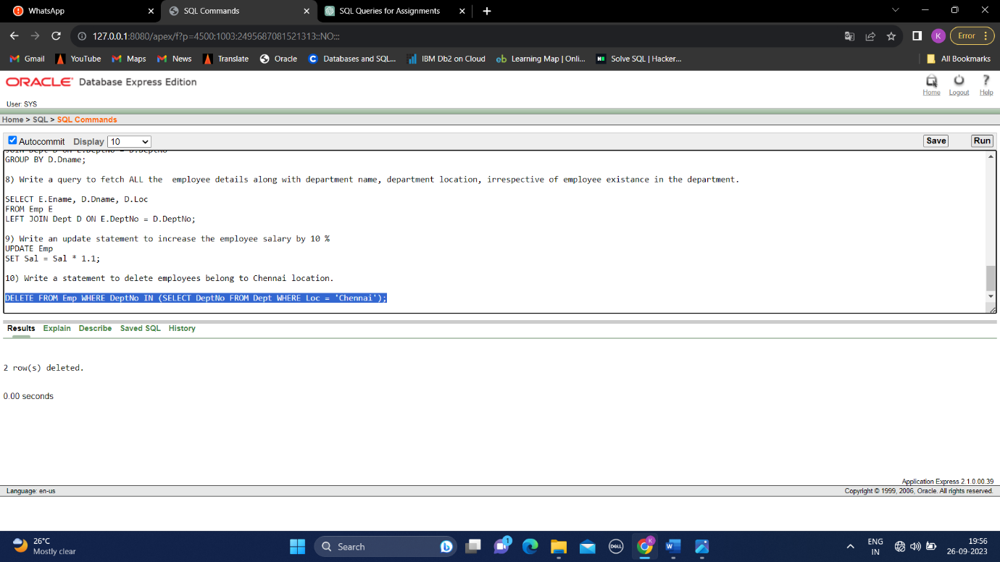 WhatsApp
SQL Commands
SQL Queries for Assignments
127.0.0.1:8080/apex/f?p=4500:1003:2495687081521313::NO:::
K
Error
Gmail
YouTube
Maps
News
Translate
Oracle
Databases and SQL...
IBM Db2 on Cloud
Learning Map | Onli...
Solve SQL | Hacker...
All Bookmarks
ORACLE Database Express Edition
Home Logout Help
User: SYS
Home > SQL > SQL Commands
Autocommit Display 10
Save Run
JOIN Dept D ON E.DeptNo = D.DeptNo
GROUP BY D.Dname;
8) Write a query to fetch ALL the  employee details along with department name, department location, irrespective of employee existance in the department.
SELECT E.Ename, D.Dname, D.Loc
FROM Emp E
LEFT JOIN Dept D ON E.DeptNo = D.DeptNo;
9) Write an update statement to increase the employee salary by 10 %
UPDATE Emp
SET Sal = Sal * 1.1;
10) Write a statement to delete employees belong to Chennai location.
DELETE FROM Emp WHERE DeptNo IN (SELECT DeptNo FROM Dept WHERE Loc = 'Chennai');
Results Explain Describe Saved SQL History
2 row(s) deleted.
0.00 seconds
Application Express 2.1.0.00.39
Language: en-us
Copyright © 1999, 2006, Oracle. All rights reserved.
26°C
Mostly clear
Search
1
DELL
K
ENG
IN
19:56
26-09-2023